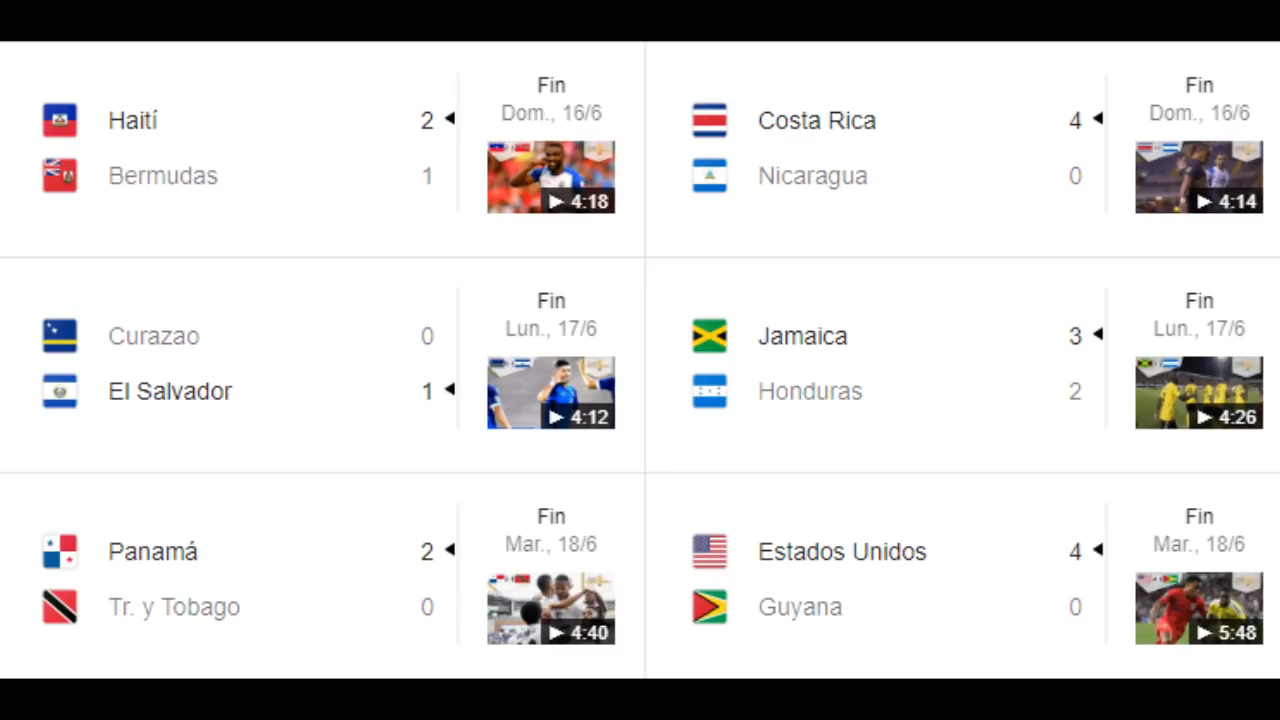 Fin
Haití 2
Dom., 16/6
Bermudas 1
4:18
Fin
Costa Rica 4
Dom., 16/6
Nicaragua 0
4:14
Fin
Lun., 17/6
Curazao 0
El Salvador 1
4:12
Fin
Lun., 17/6
Jamaica 3
Honduras 2
4:26
Fin
Mar., 18/6
Panamá 2
Tr. y Tobago 0
4:40
Fin
Mar., 18/6
Estados Unidos 4
Guyana 0
5:48